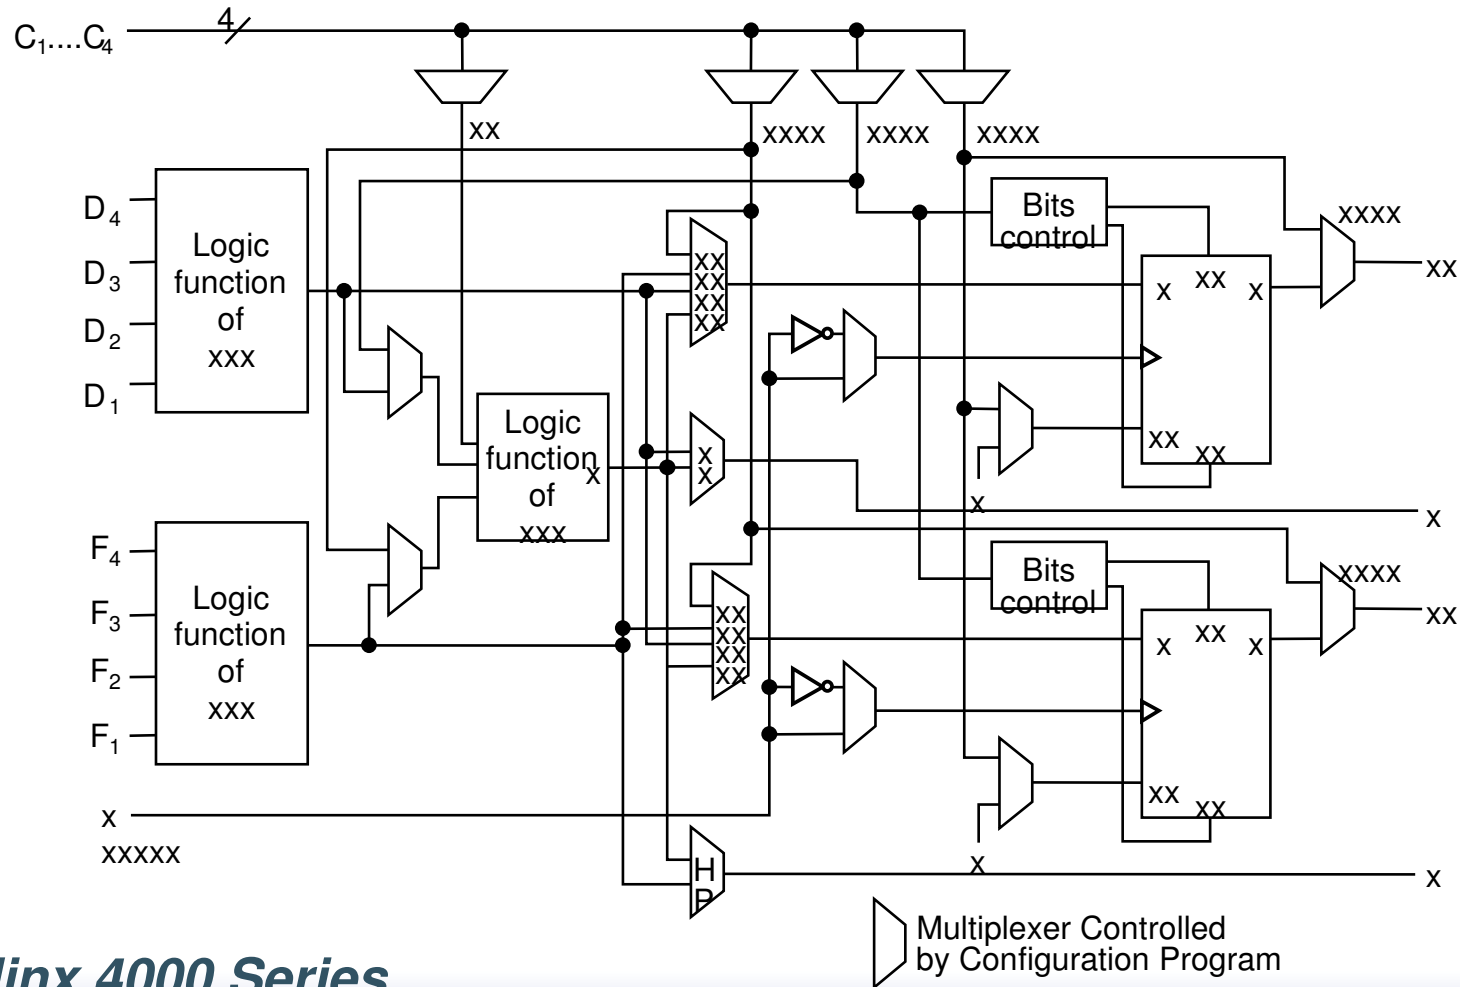 C1....C4
4
xx
xxxx
xxxx
xxxx
D4
D3
D2
D1
Logic
function
of
xxx
Bits
control
xxxx
xx
xx
xx
xx
xx
x
xx
x
xx
xx
x
Logic
function
of
xxx
x
x
x
x
F4
F3
F2
F1
Logic
function
of
xxx
Bits
control
xxxx
xx
xx
xx
xx
xx
x
xx
x
xx
xx
x
x
xxxxx
H
P
x
Multiplexer Controlled
by Configuration Program
linx 4000 Series